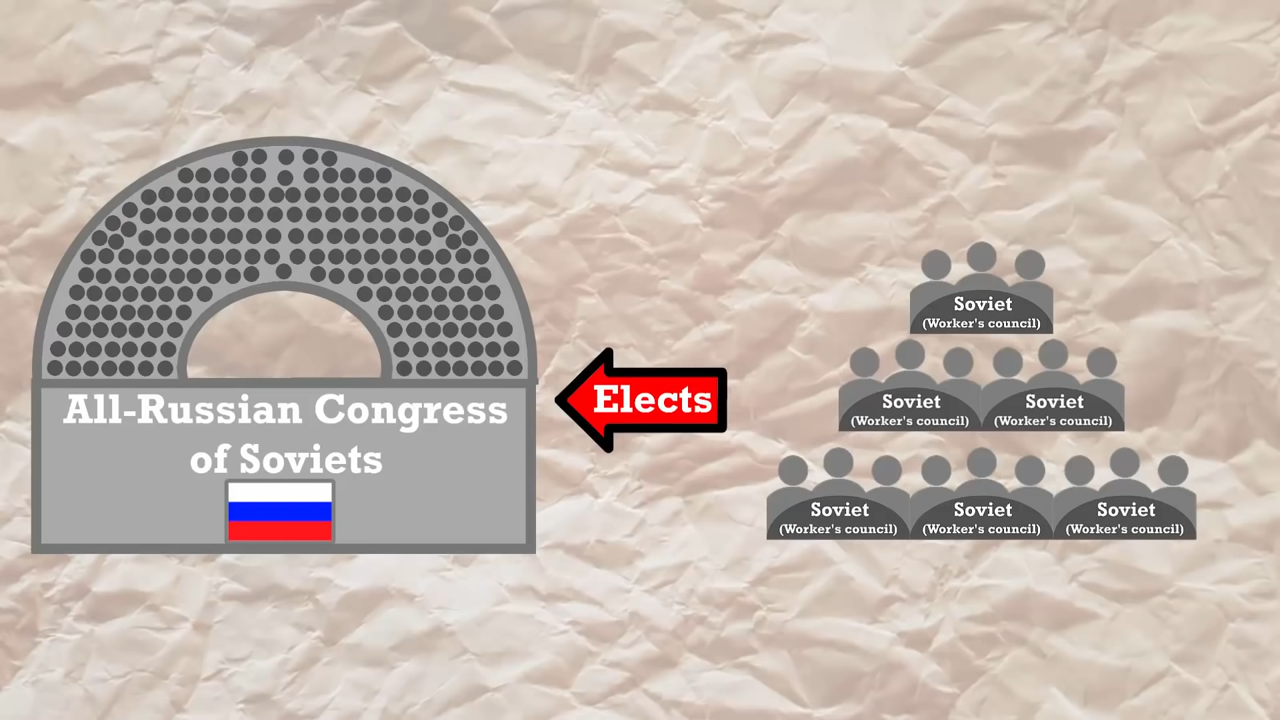 All-Russian Congress
of Soviets
Elects
Soviet
(Worker's council)
Soviet
(Worker's council)
Soviet
(Worker's council)
Soviet
(Worker's council)
Soviet
(Worker's council)
Soviet
(Worker's council)